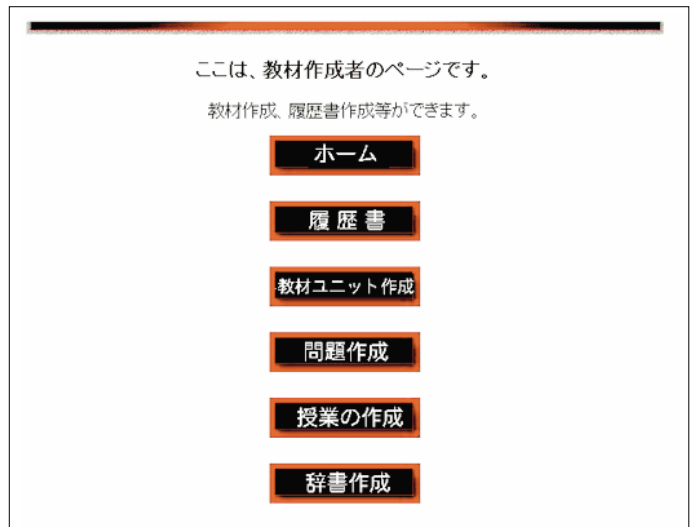 ここは、教材作成者のページです。
教材作成、履歴書作成等ができます。
ホーム
履歴書
教材ユニット作成
問題作成
授業の作成
辞書作成